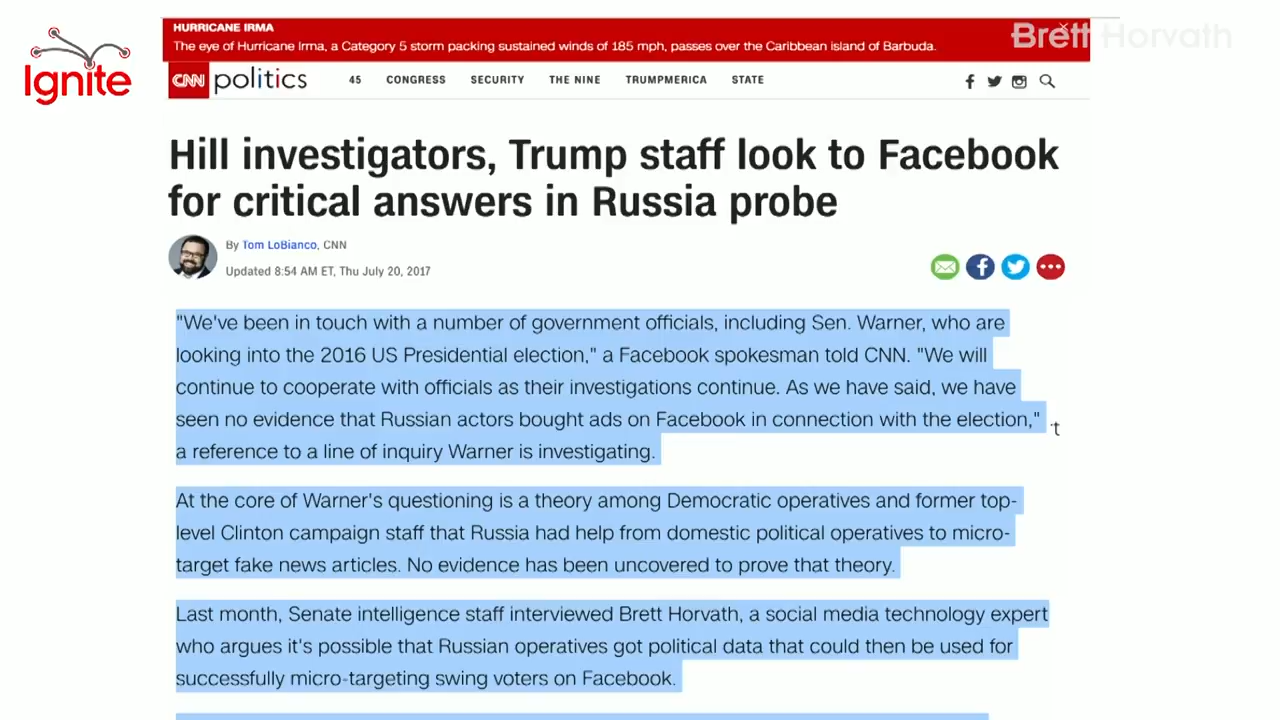 HURRICANE IRMA
The eye of Hurricane Irma, a Category 5 storm packing sustained winds of 185 mph, passes over the Caribbean island of Barbuda.
Brett Horvath
Ignite
CNN politics 45 CONGRESS SECURITY THE NINE TRUMPMERICA STATE
Hill investigators, Trump staff look to Facebook
for critical answers in Russia probe
By Tom LoBianco, CNN
Updated 8:54 AM ET, Thu July 20, 2017
"We've been in touch with a number of government officials, including Sen. Warner, who are
looking into the 2016 US Presidential election," a Facebook spokesman told CNN. "We will
continue to cooperate with officials as their investigations continue. As we have said, we have
seen no evidence that Russian actors bought ads on Facebook in connection with the election,"
a reference to a line of inquiry Warner is investigating.
At the core of Warner's questioning is a theory among Democratic operatives and former top-
level Clinton campaign staff that Russia had help from domestic political operatives to micro-
target fake news articles. No evidence has been uncovered to prove that theory.
Last month, Senate intelligence staff interviewed Brett Horvath, a social media technology expert
who argues it's possible that Russian operatives got political data that could then be used for
successfully micro-targeting swing voters on Facebook.